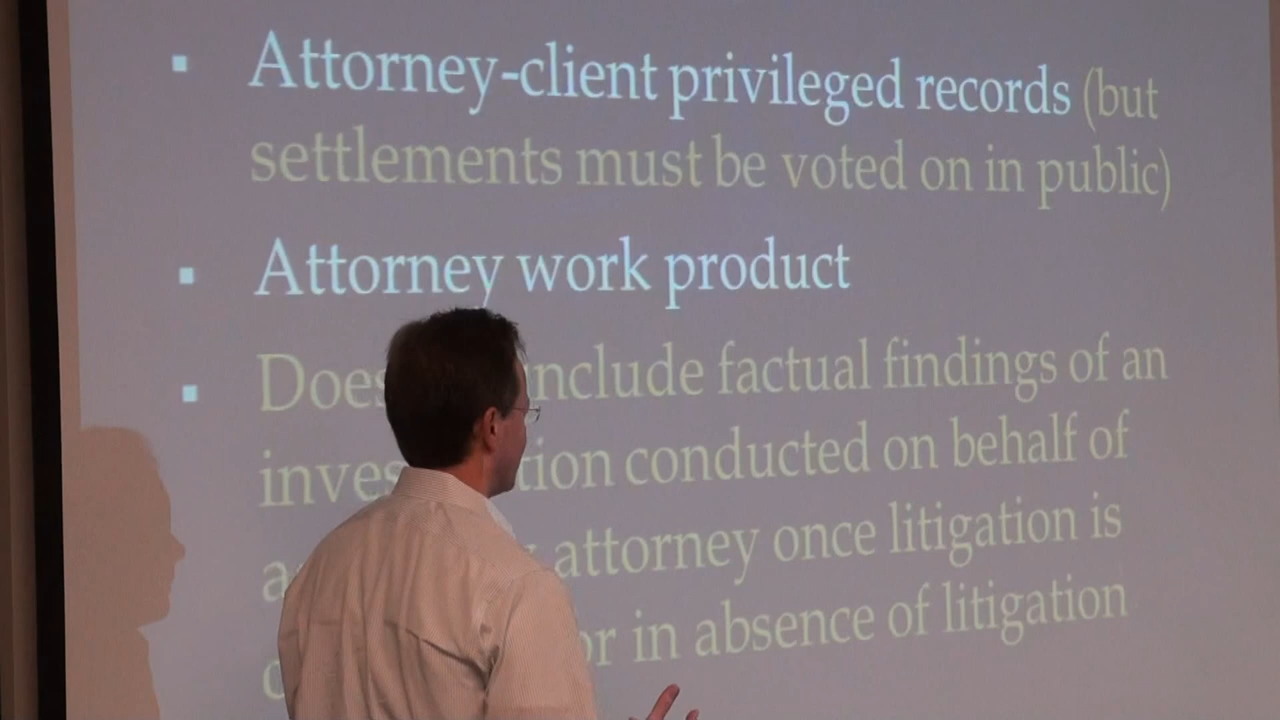 Attorney-client privileged records (but
settlements must be voted on in public)
Attorney work product
Does nclude factual findings of an
inves tion conducted on behalf of
a attorney once litigation is
or in absence of litigation